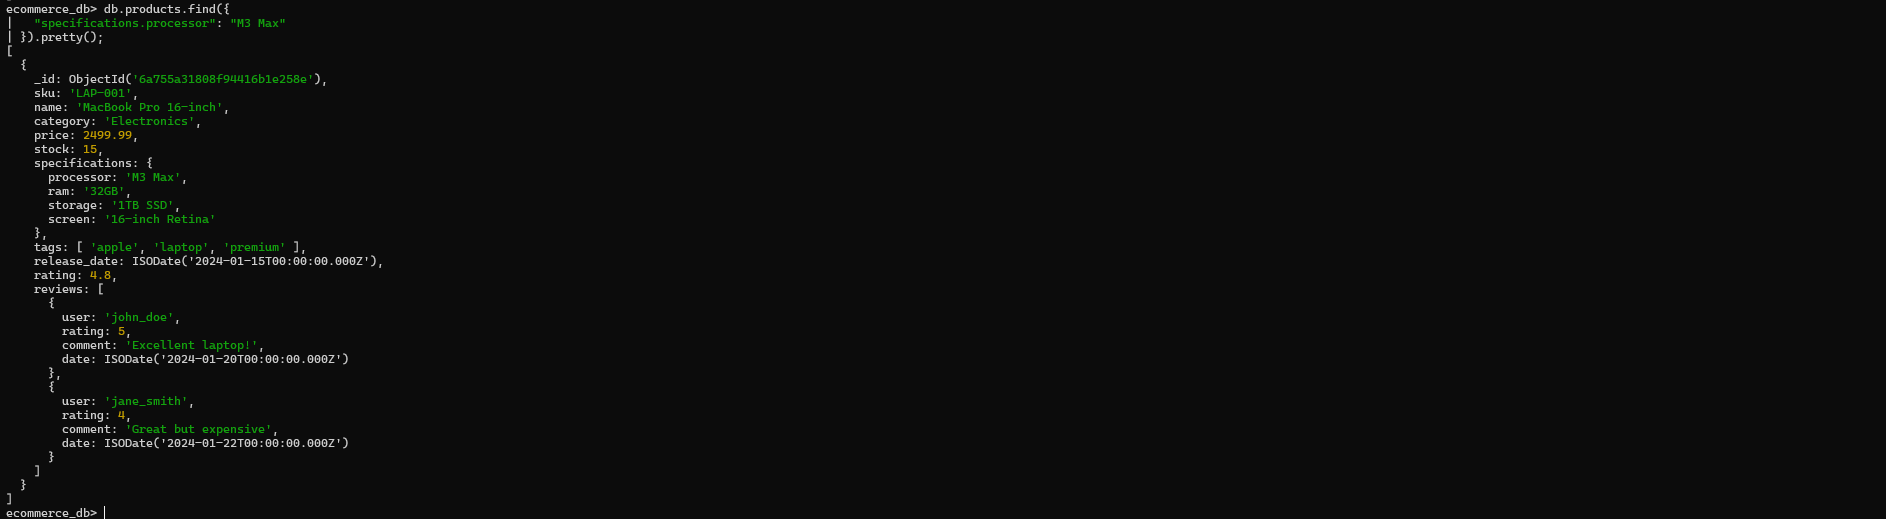 ecommerce_db> db.products.find({
|   "specifications.processor": "M3 Max"
| }).pretty();
[
  {
    _id: ObjectId('6a755a31808f94416b1e258e'),
    sku: 'LAP-001',
    name: 'MacBook Pro 16-inch',
    category: 'Electronics',
    price: 2499.99,
    stock: 15,
    specifications: {
      processor: 'M3 Max',
      ram: '32GB',
      storage: '1TB SSD',
      screen: '16-inch Retina'
    },
    tags: [ 'apple', 'laptop', 'premium' ],
    release_date: ISODate('2024-01-15T00:00:00.000Z'),
    rating: 4.8,
    reviews: [
      {
        user: 'john_doe',
        rating: 5,
        comment: 'Excellent laptop!',
        date: ISODate('2024-01-20T00:00:00.000Z')
      },
      {
        user: 'jane_smith',
        rating: 4,
        comment: 'Great but expensive',
        date: ISODate('2024-01-22T00:00:00.000Z')
      }
    ]
  }
]
ecommerce_db>